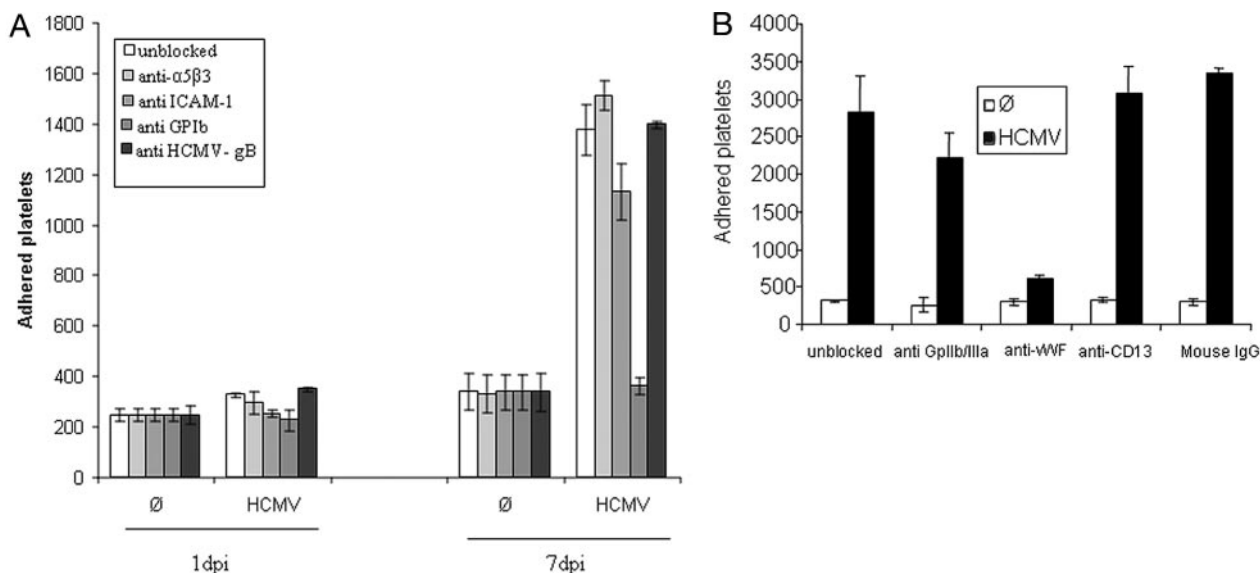 A
Adhered platelets
1800
1600
1400
1200
1000
800
600
400
200
0
unblocked
anti-α5β3
anti ICAM-1
anti GPIb
anti HCMV- gB
Ø
HCMV
Ø
HCMV
1dpi
7dpi
B
Adhered platelets
4000
3500
3000
2500
2000
1500
1000
500
0
Ø
HCMV
unblocked
anti GpIIb/IIIa
anti-vWF
anti-CD13
Mouse IgG